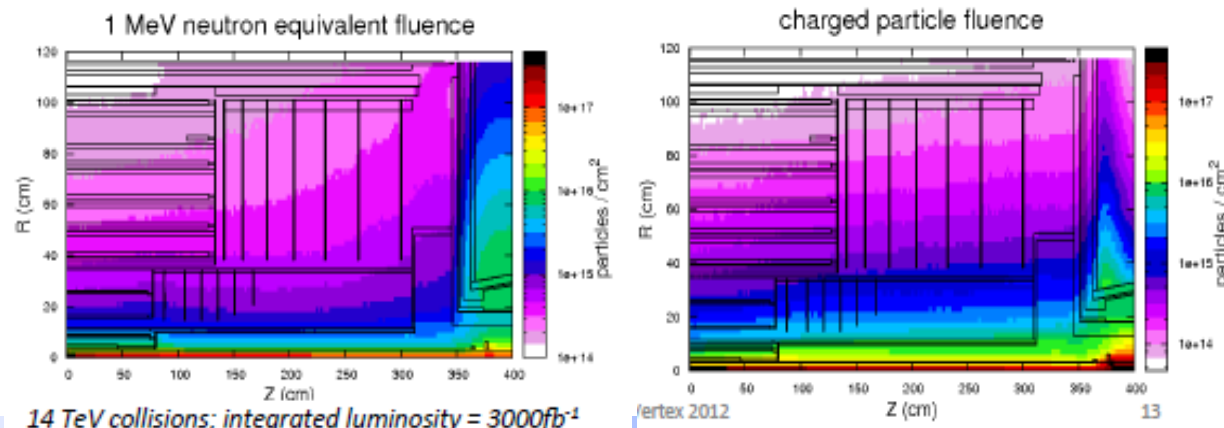 1 MeV neutron equivalent fluence
120
100
80
60
40
20
0
R (cm)
0 50 100 150 200 250 300 350 400
Z (cm)
1e+17
1e+16
1e+15
particles / cm²
14 TeV collisions; integrated luminosity = 3000fb⁻¹
charged particle fluence
120
100
80
60
40
20
0
R (cm)
0 50 100 150 200 250 300 350 400
Z (cm)
1e+17
1e+16
1e+15
1e+14
particles / cm²
Vertex 2012
13